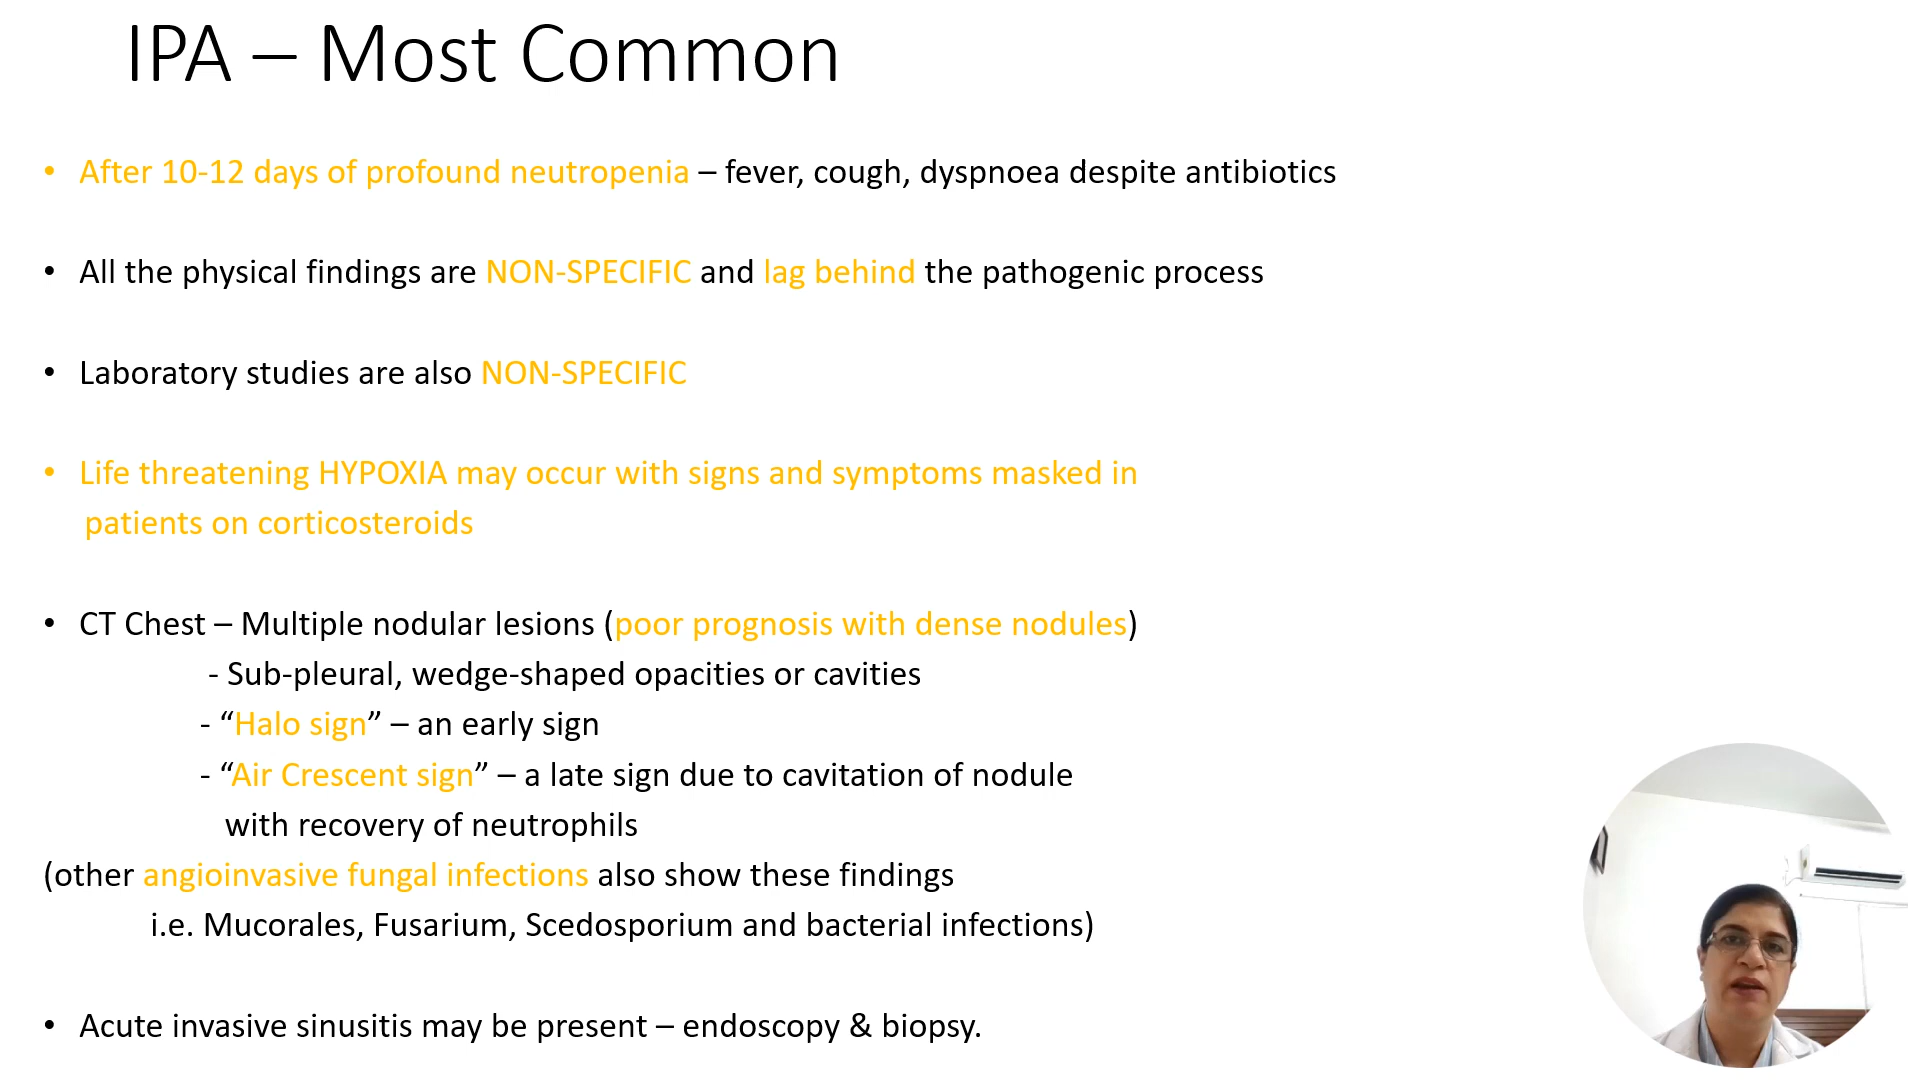 IPA – Most Common
• After 10-12 days of profound neutropenia – fever, cough, dyspnoea despite antibiotics
• All the physical findings are NON-SPECIFIC and lag behind the pathogenic process
• Laboratory studies are also NON-SPECIFIC
• Life threatening HYPOXIA may occur with signs and symptoms masked in
patients on corticosteroids
• CT Chest – Multiple nodular lesions (poor prognosis with dense nodules)
- Sub-pleural, wedge-shaped opacities or cavities
- “Halo sign” – an early sign
- “Air Crescent sign” – a late sign due to cavitation of nodule
with recovery of neutrophils
(other angioinvasive fungal infections also show these findings
i.e. Mucorales, Fusarium, Scedosporium and bacterial infections)
• Acute invasive sinusitis may be present – endoscopy & biopsy.